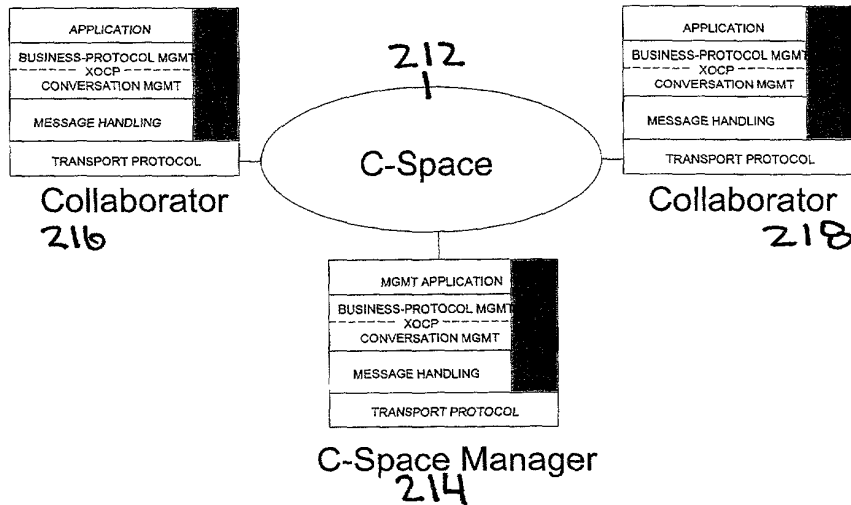 APPLICATION
BUSINESS-PROTOCOL MGMT
XOCP
CONVERSATION MGMT
MESSAGE HANDLING
TRANSPORT PROTOCOL
Collaborator
216
212
C-Space
APPLICATION
BUSINESS-PROTOCOL MGMT
XOCP
CONVERSATION MGMT
MESSAGE HANDLING
TRANSPORT PROTOCOL
Collaborator
218
MGMT APPLICATION
BUSINESS-PROTOCOL MGMT
XOCP
CONVERSATION MGMT
MESSAGE HANDLING
TRANSPORT PROTOCOL
C-Space Manager
214